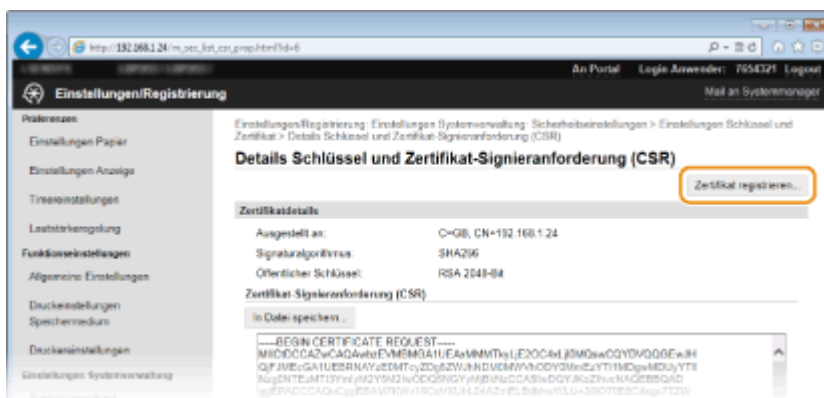 http://192.168.1.24/m_sec_list_csr_prop.html?id=6
An Portal Login Anwender: 7654321 Logout
Einstellungen/Registrierung
Mail an Systemmanager
Präferenzen
Einstellungen Papier
Einstellungen Anzeige
Timereinstellungen
Lautstärkeregelung
Funktionseinstellungen
Allgemeine Einstellungen
Druckeinstellungen
Speichermedium
Druckereinstellungen
Einstellungen Systemverwaltung
Einstellungen/Registrierung: Einstellungen Systemverwaltung: Sicherheitseinstellungen > Einstellungen Schlüssel und
Zertifikat > Details Schlüssel und Zertifikat-Signieranforderung (CSR)
Details Schlüssel und Zertifikat-Signieranforderung (CSR)
Zertifikat registrieren...
Zertifikatdetails
Ausgestellt an: C=GB, CN=192.168.1.24
Signaturalgorithmus: SHA256
Öffentlicher Schlüssel: RSA 2048-Bit
Zertifikat-Signieranforderung (CSR)
In Datei speichern...
-----BEGIN CERTIFICATE REQUEST-----